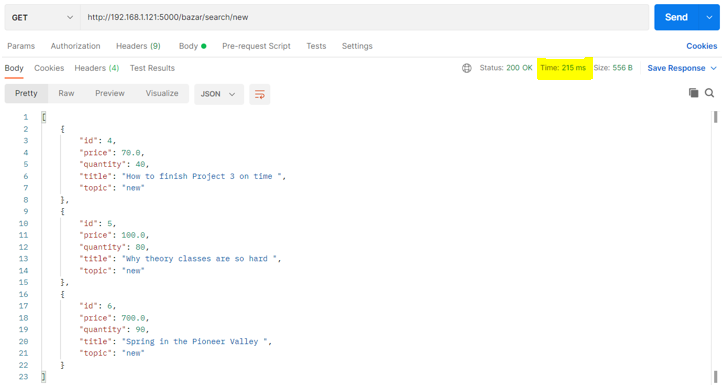 GET http://192.168.1.121:5000/bazar/search/new Send
Params Authorization Headers (9) Body Pre-request Script Tests Settings Cookies
Body Cookies Headers (4) Test Results Status: 200 OK Time: 215 ms Size: 556 B Save Response
Pretty Raw Preview Visualize JSON
1 [
2 {
3 "id": 4,
4 "price": 70.0,
5 "quantity": 40,
6 "title": "How to finish Project 3 on time ",
7 "topic": "new"
8 },
9 {
10 "id": 5,
11 "price": 100.0,
12 "quantity": 80,
13 "title": "Why theory classes are so hard ",
14 "topic": "new"
15 },
16 {
17 "id": 6,
18 "price": 700.0,
19 "quantity": 90,
20 "title": "Spring in the Pioneer Valley ",
21 "topic": "new"
22 }
23 ]